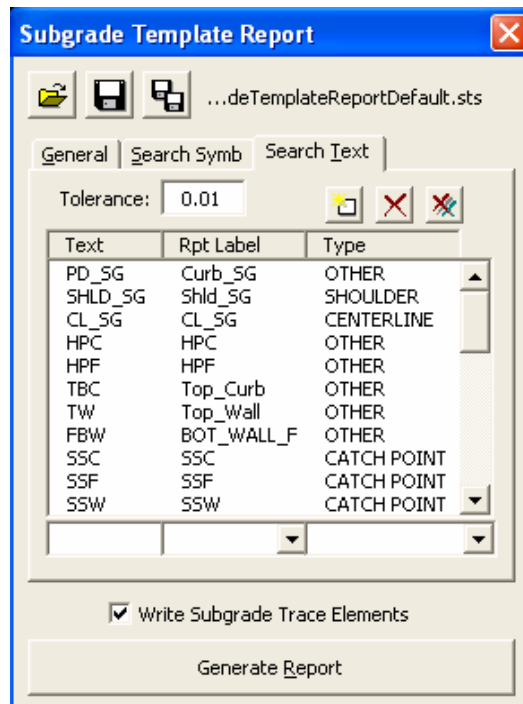 Subgrade Template Report
...deTemplateReportDefault.sts
General Search Symb Search Text
Tolerance: 0.01
Text Rpt Label Type
PD_SG Curb_SG OTHER
SHLD_SG Shld_SG SHOULDER
CL_SG CL_SG CENTERLINE
HPC HPC OTHER
HPF HPF OTHER
TBC Top_Curb OTHER
TW Top_Wall OTHER
FBW BOT_WALL_F OTHER
SSC SSC CATCH POINT
SSF SSF CATCH POINT
SSW SSW CATCH POINT
Write Subgrade Trace Elements
Generate Report